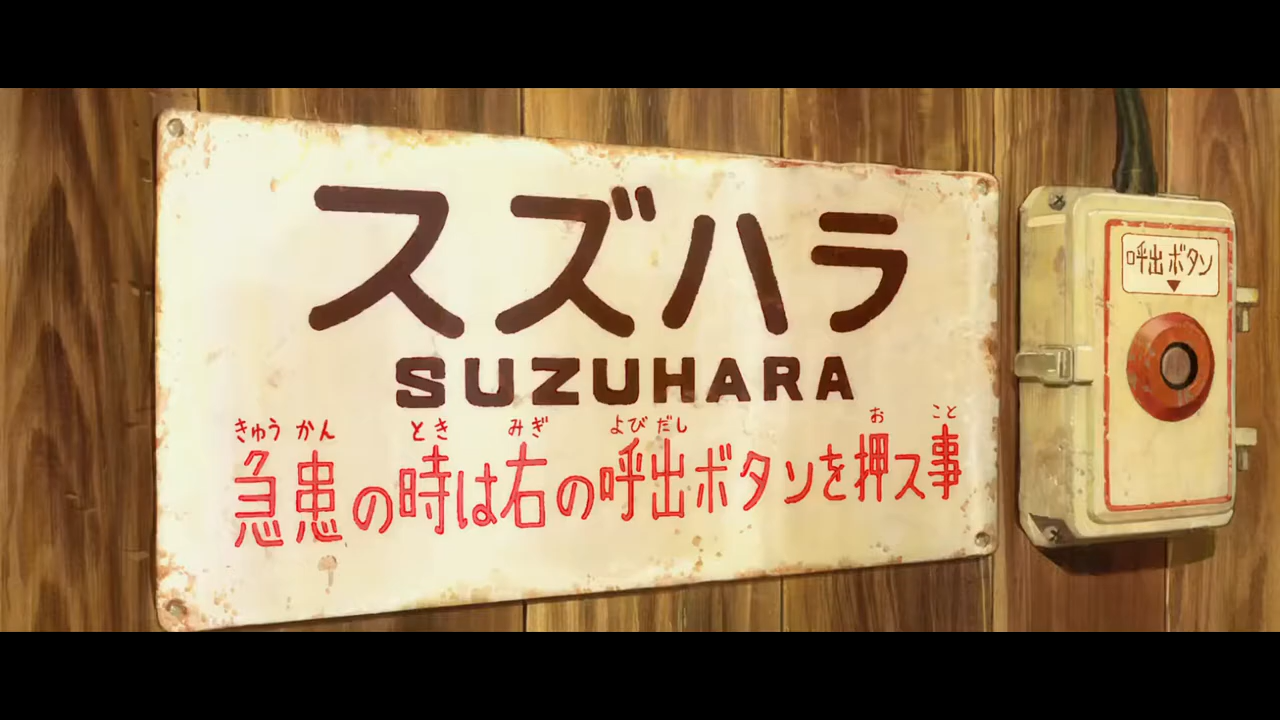 スズハラ
SUZUHARA
きゅう かん とき みぎ よび だし お こと
急患の時は右の呼出ボタンを押ス事
呼出ボタン